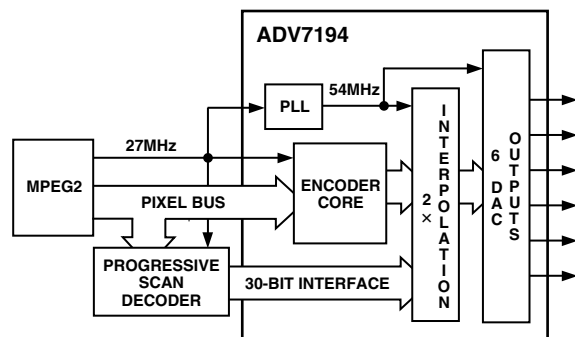 ADV7194
54MHz
PLL
27MHz
MPEG2
PIXEL BUS
ENCODER
CORE
2×
INTERPOLATION
6 DAC
OUTPUTS
PROGRESSIVE
SCAN
DECODER
30-BIT INTERFACE